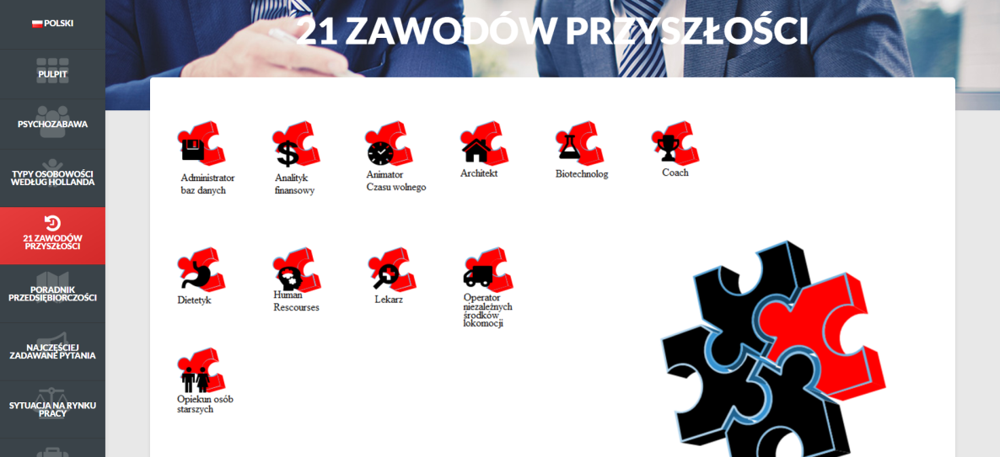 POLSKI
PULPIT
PSYCHOZABAWA
TYPY OSOBOWOŚCI
WEDŁUG HOLLANDA
21 ZAWODÓW
PRZYSZŁOŚCI
PORADNIK
PRZEDSIĘBIORCZOŚCI
NAJCZĘŚCIEJ
ZADAWANE PYTANIA
SYTUACJA NA RYNKU
PRACY
21 ZAWODÓW PRZYSZŁOŚCI
Administrator
baz danych
Analityk
finansowy
Animator
Czasu wolnego
Architekt
Biotechnolog
Coach
Dietetyk
Human
Rescourses
Lekarz
Operator
niezależnych
środków
lokomocji
Opiekun osób
starszych